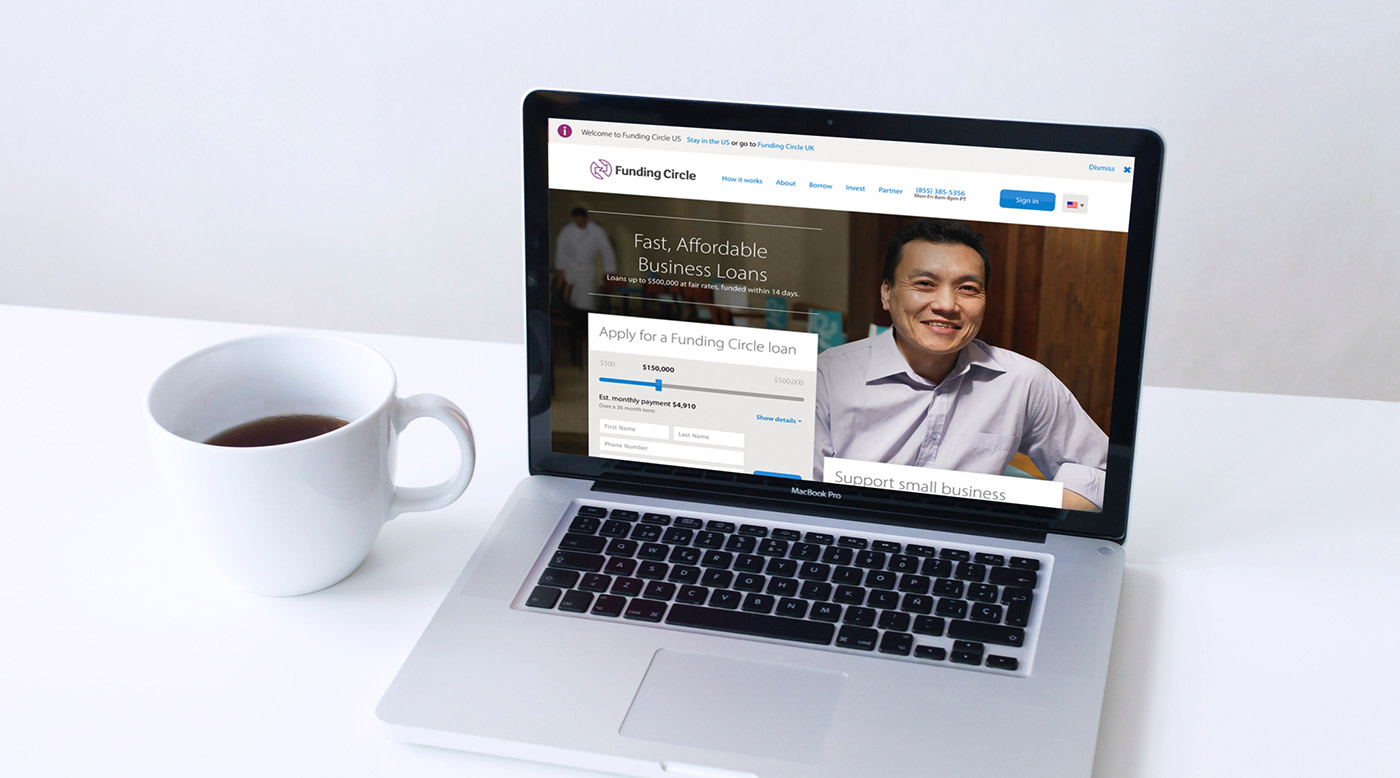 Welcome to Funding Circle US Stay in the US or go to Funding Circle UK
Dismiss
Funding Circle
How it works About Borrow Invest Partner (855) 385-5356
Mon-Fri 8am-8pm PT
Sign in
Fast, Affordable
Business Loans
Loans up to $500,000 at fair rates, funded within 14 days.
Apply for a Funding Circle loan
$500 $150,000 $500,000
Est. monthly payment $4,910
Over a 36 month term
Show details
First Name Last Name
Phone Number
Support small business
MacBook Pro
Q W E R T Y U I O P
A S D F G H J K L Ñ
Z X C V B N M
cmd cmd